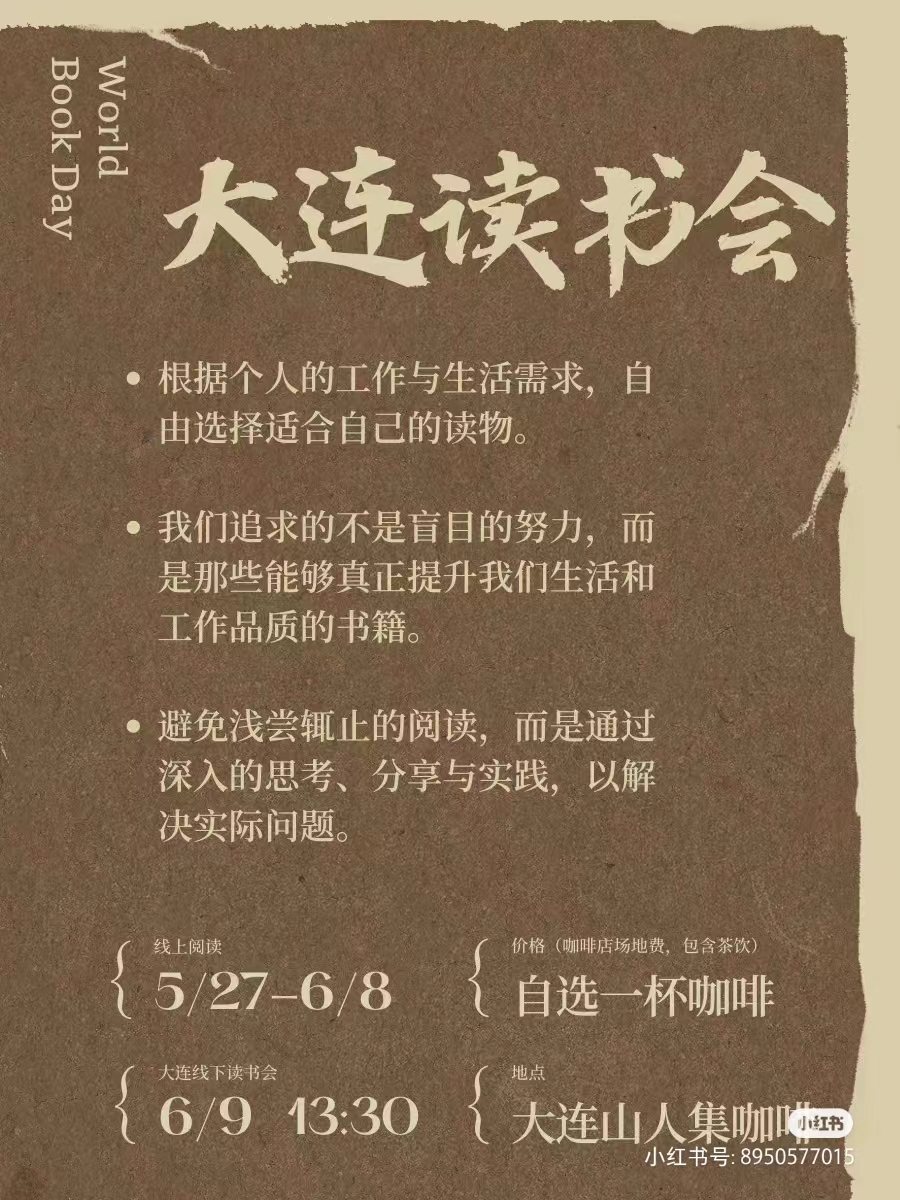 World
Book Day
大连读书会
根据个人的工作与生活需求，自
由选择适合自己的读物。
我们追求的不是盲目的努力，而
是那些能够真正提升我们生活和
工作品质的书籍。
避免浅尝辄止的阅读，而是通过
深入的思考、分享与实践，以解
决实际问题。
线上阅读
5/27–6/8
价格（咖啡店场地费，包含茶饮）
自选一杯咖啡
大连线下读书会
6/9 13:30
地点
大连山人集咖啡
小红书
小红书号: 8950577015